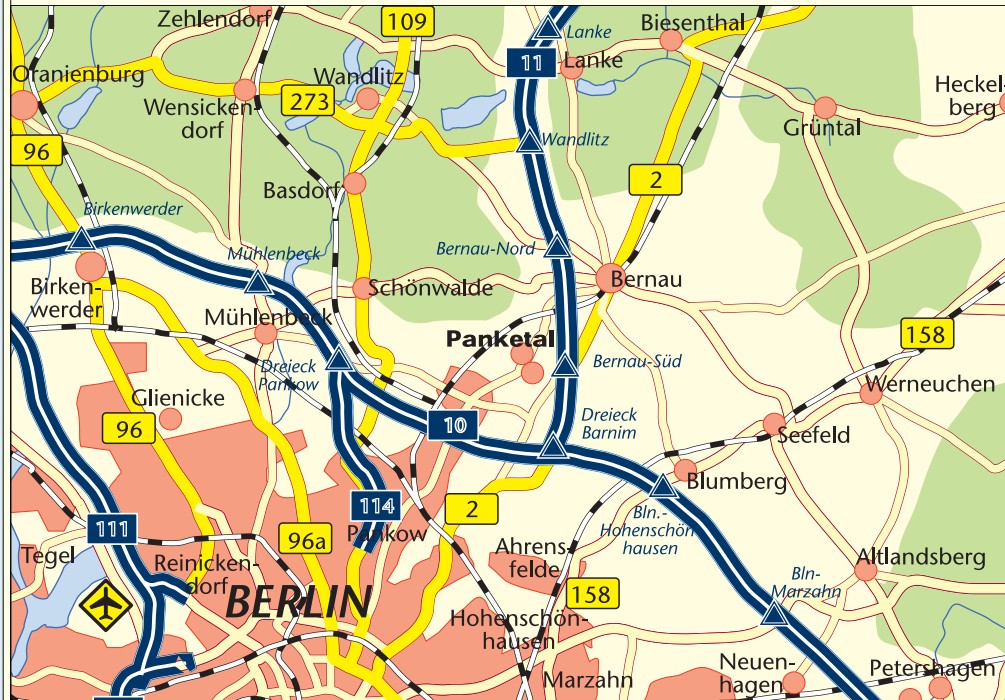 Zehlendorf
109
Lanke
Biesenthal
11
Lanke
Oranienburg
Wandlitz
Heckel-
berg
Wensicken-
dorf
273
Grüntal
96
Wandlitz
Basdorf
2
Birkenwerder
Mühlenbeck
Bernau-Nord
Birken-
werder
Schönwalde
Bernau
Mühlenbeck
Panketal
158
Dreieck
Pankow
Bernau-Süd
Werneuchen
Glienicke
96
10
Dreieck
Barnim
Seefeld
Blumberg
114
2
Bln.-
Hohenschön
hausen
111
96a
Pankow
Tegel
Reinicken-
dorf
Ahrens-
felde
Altlandsberg
Bln-
Marzahn
BERLIN
158
Hohenschön-
hausen
Marzahn
Neuen-
hagen
Petershagen